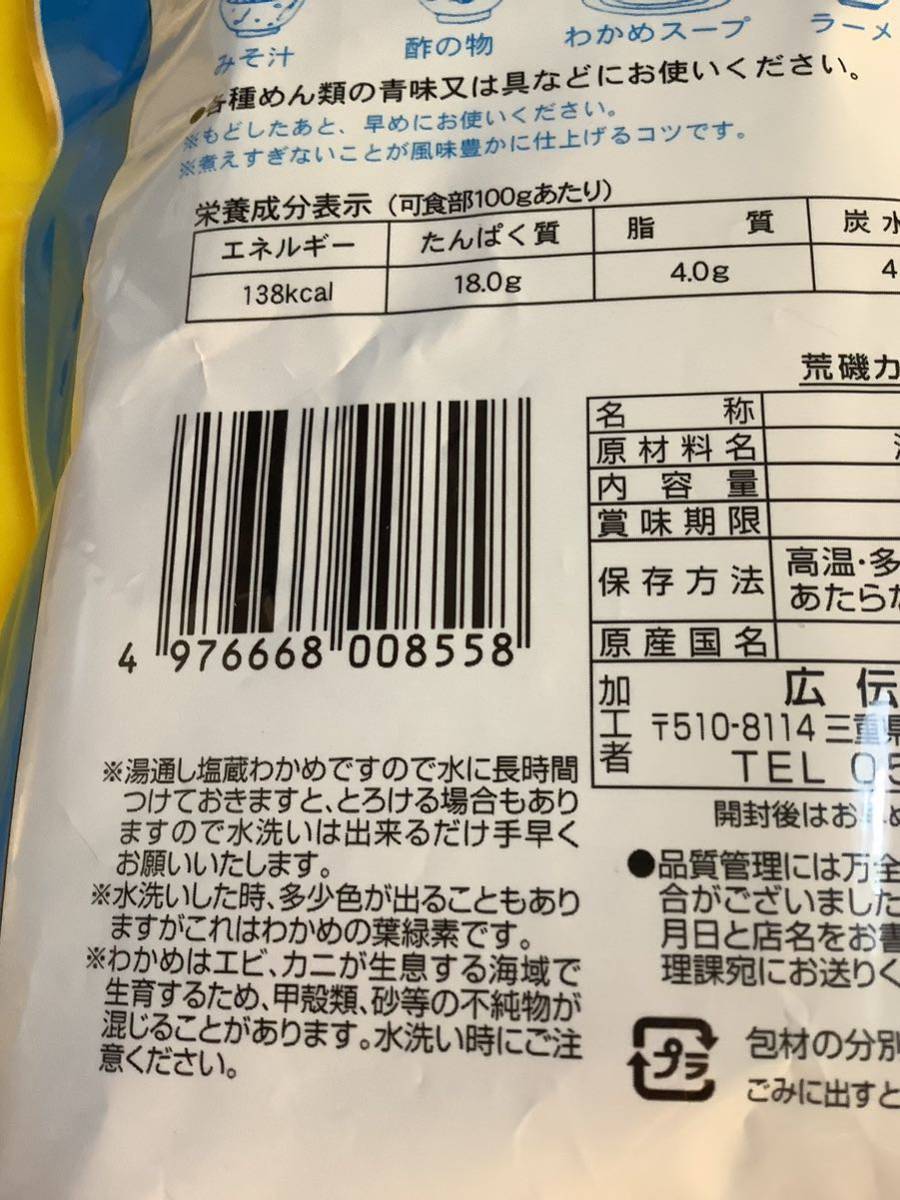 みそ汁
酢の物
わかめスープ
ラーメ
●各種めん類の青味又は具などにお使いください。
※もどしたあと、早めにお使いください。
※煮えすぎないことが風味豊かに仕上げるコツです。
栄養成分表示（可食部100gあたり）
エネルギー たんぱく質 脂質 炭水
138kcal 18.0g 4.0g 4
荒磯カ
名称
原材料名
内容量
賞味期限
保存方法 高温・多
あたらな
原産国名
加工者 広伝
〒510-8114 三重県
TEL 05
4 976668 008558
※湯通し塩蔵わかめですので水に長時間
つけておきますと、とろける場合もあり
ますので水洗いは出来るだけ手早く
お願いいたします。
※水洗いした時、多少色が出ることもあり
ますがこれはわかめの葉緑素です。
※わかめはエビ、カニが生息する海域で
生育するため、甲殻類、砂等の不純物が
混じることがあります。水洗い時にご注
意ください。
開封後はお早め
●品質管理には万全
合がございました
月日と店名をお書
理課宛にお送りく
プラ
包材の分別
ごみに出すと